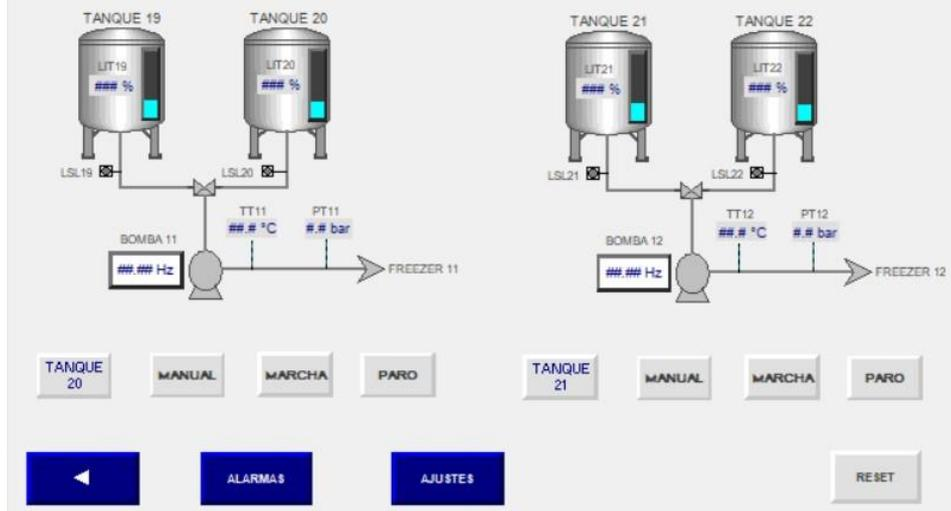 TANQUE 19
TANQUE 20
TANQUE 21
TANQUE 22
LIT19
### %
LIT20
### %
LIT21
### %
LIT22
### %
LSL19
LSL20
LSL21
LSL22
TT11
##.# °C
PT11
#.# bar
TT12
##.# °C
PT12
#.# bar
BOMBA 11
##.## Hz
FREEZER 11
BOMBA 12
##.## Hz
FREEZER 12
TANQUE
20
MANUAL
MARCHA
PARO
TANQUE
21
MANUAL
MARCHA
PARO
ALARMAS
AJUSTES
RESET